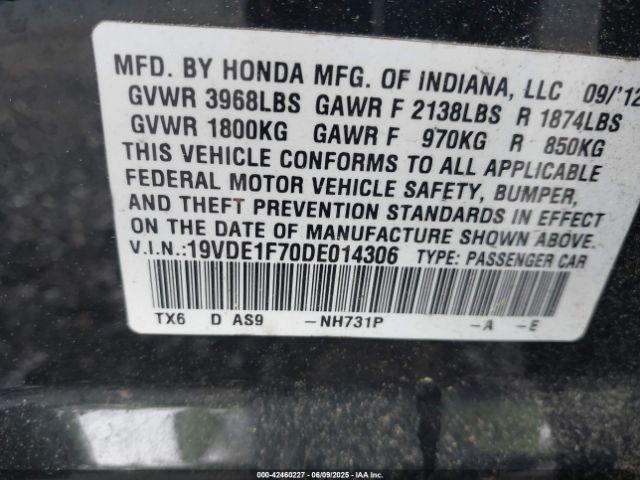 MFD. BY HONDA MFG. OF INDIANA, LLC 09/'12
GVWR 3968LBS GAWR F 2138LBS R 1874LBS
GVWR 1800KG GAWR F 970KG R 850KG
THIS VEHICLE CONFORMS TO ALL APPLICABLE
FEDERAL MOTOR VEHICLE SAFETY, BUMPER,
AND THEFT PREVENTION STANDARDS IN EFFECT
ON THE DATE OF MANUFACTURE SHOWN ABOVE.
V.I.N.:19VDE1F70DE014306 TYPE: PASSENGER CAR
TX6 D AS9 -NH731P -A -E
000-42460227 - 06/09/2025 - IAAI.COM